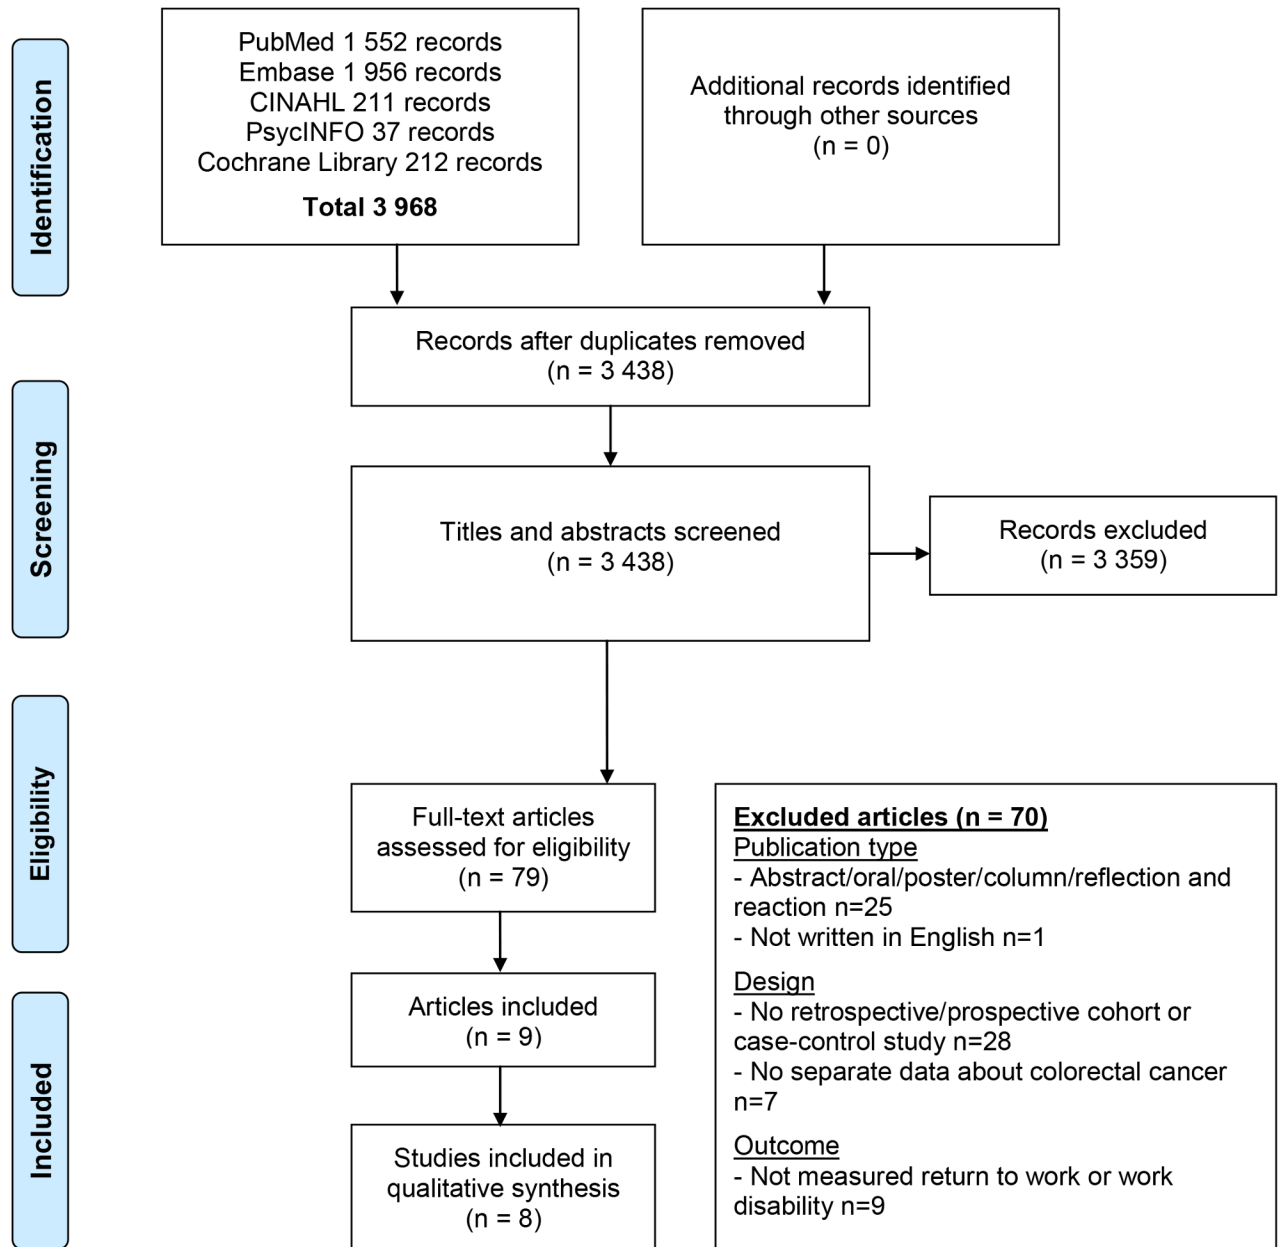 Identification
PubMed 1 552 records
Embase 1 956 records
CINAHL 211 records
PsycINFO 37 records
Cochrane Library 212 records
Total 3 968
Additional records identified
through other sources
(n = 0)
Records after duplicates removed
(n = 3 438)
Screening
Titles and abstracts screened
(n = 3 438)
Records excluded
(n = 3 359)
Eligibility
Full-text articles
assessed for eligibility
(n = 79)
Excluded articles (n = 70)
Publication type
- Abstract/oral/poster/column/reflection and
reaction n=25
- Not written in English n=1
Design
- No retrospective/prospective cohort or
case-control study n=28
- No separate data about colorectal cancer
n=7
Outcome
- Not measured return to work or work
disability n=9
Included
Articles included
(n = 9)
Studies included in
qualitative synthesis
(n = 8)